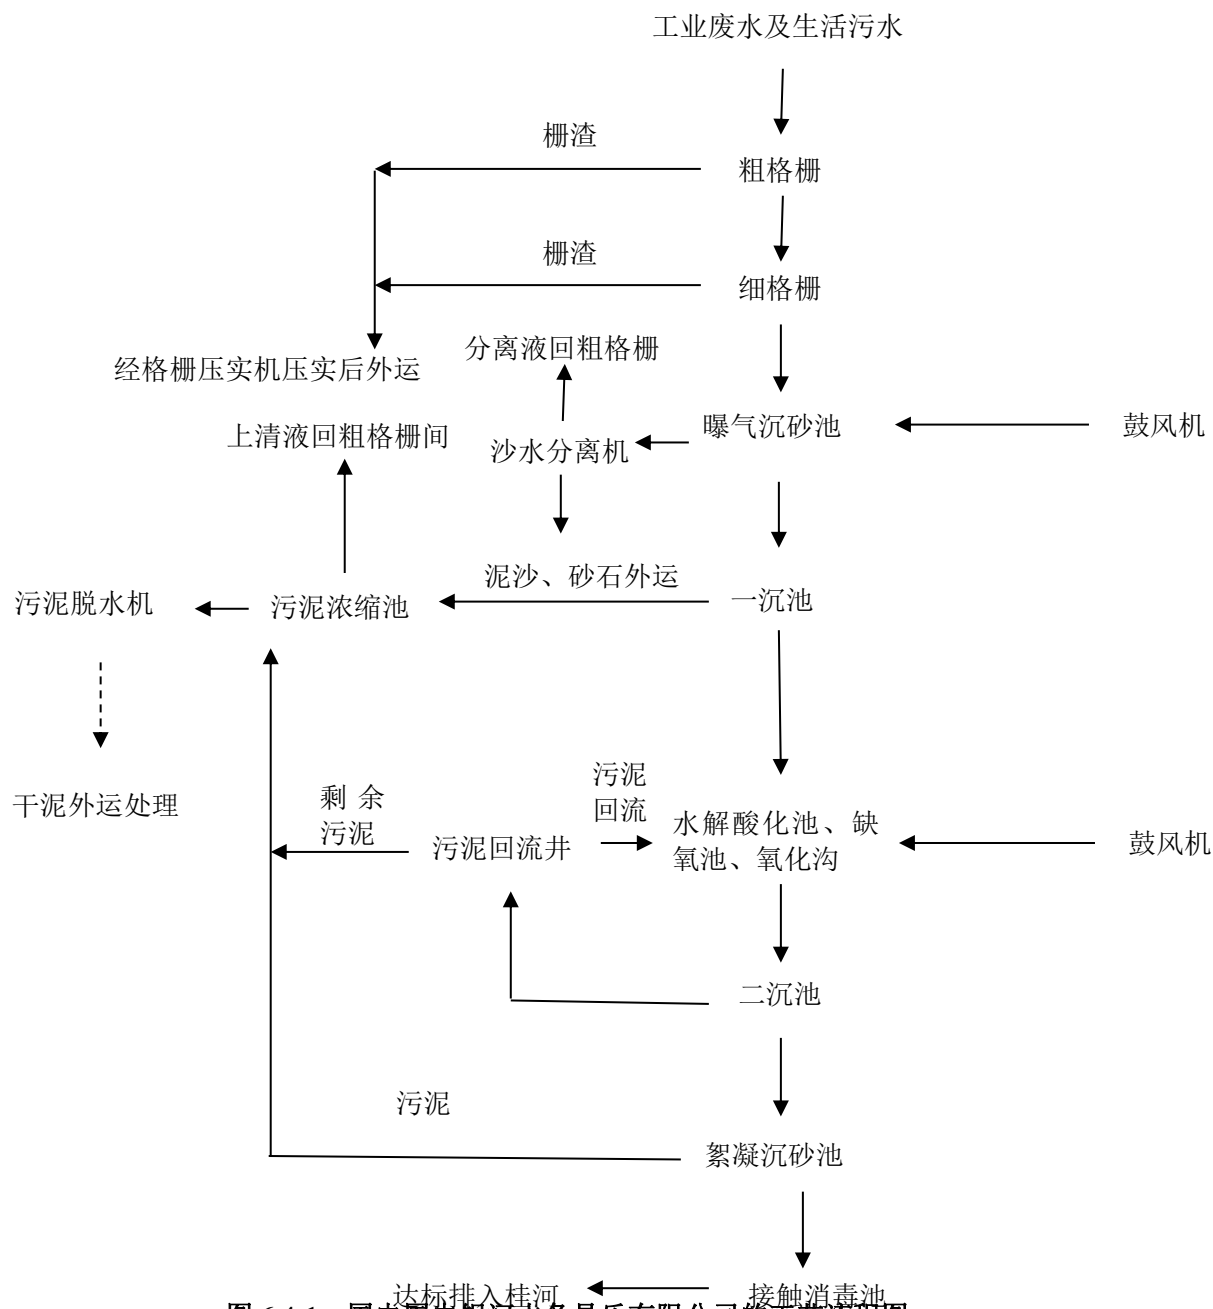 工业废水及生活污水
栅渣
粗格栅
栅渣
细格栅
分离液回粗格栅
经格栅压实机压实后外运
上清液回粗格栅间
沙水分离机
曝气沉砂池
鼓风机
泥沙、砂石外运
污泥脱水机
污泥浓缩池
一沉池
干泥外运处理
剩 余
污泥
污泥回流井
污泥
回流
水解酸化池、缺
氧池、氧化沟
鼓风机
二沉池
污泥
絮凝沉砂池
达标排入桂河
接触消毒池